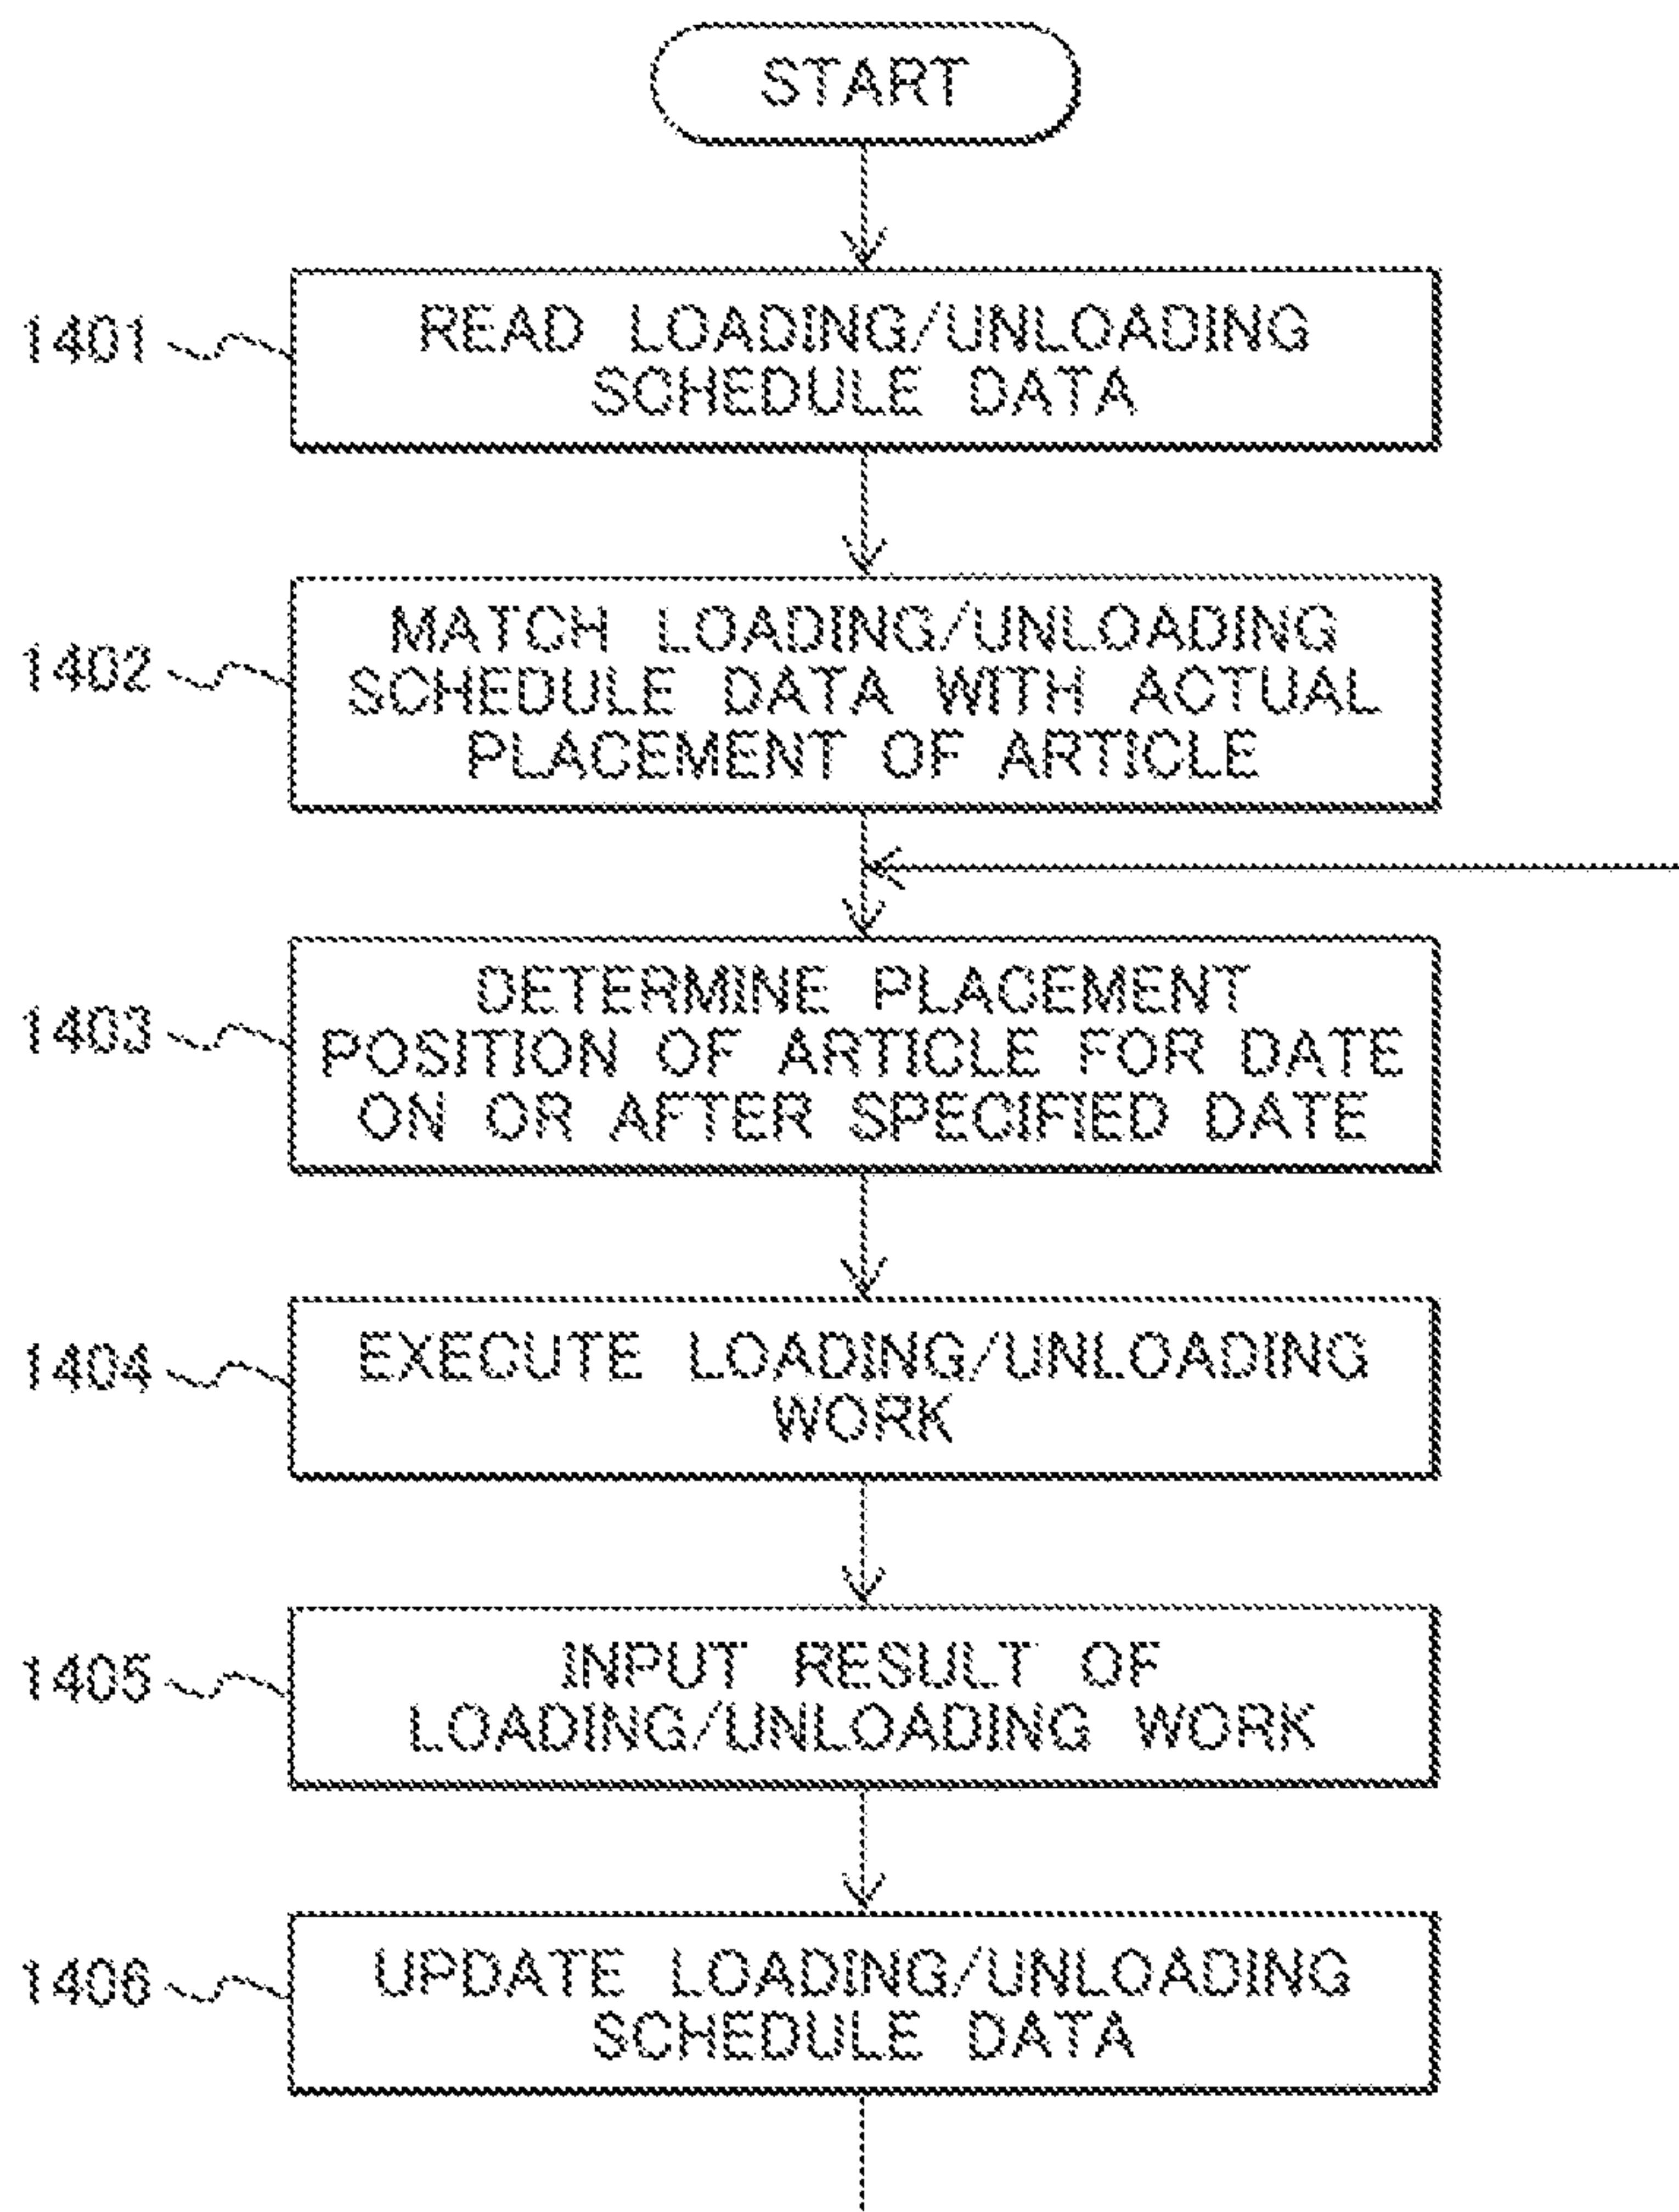 START
1401
READ LOADING/UNLOADING
SCHEDULE DATA
1402
MATCH LOADING/UNLOADING
SCHEDULE DATA WITH ACTUAL
PLACEMENT OF ARTICLE
1403
DETERMINE PLACEMENT
POSITION OF ARTICLE FOR DATE
ON OR AFTER SPECIFIED DATE
1404
EXECUTE LOADING/UNLOADING
WORK
1405
INPUT RESULT OF
LOADING/UNLOADING WORK
1406
UPDATE LOADING/UNLOADING
SCHEDULE DATA